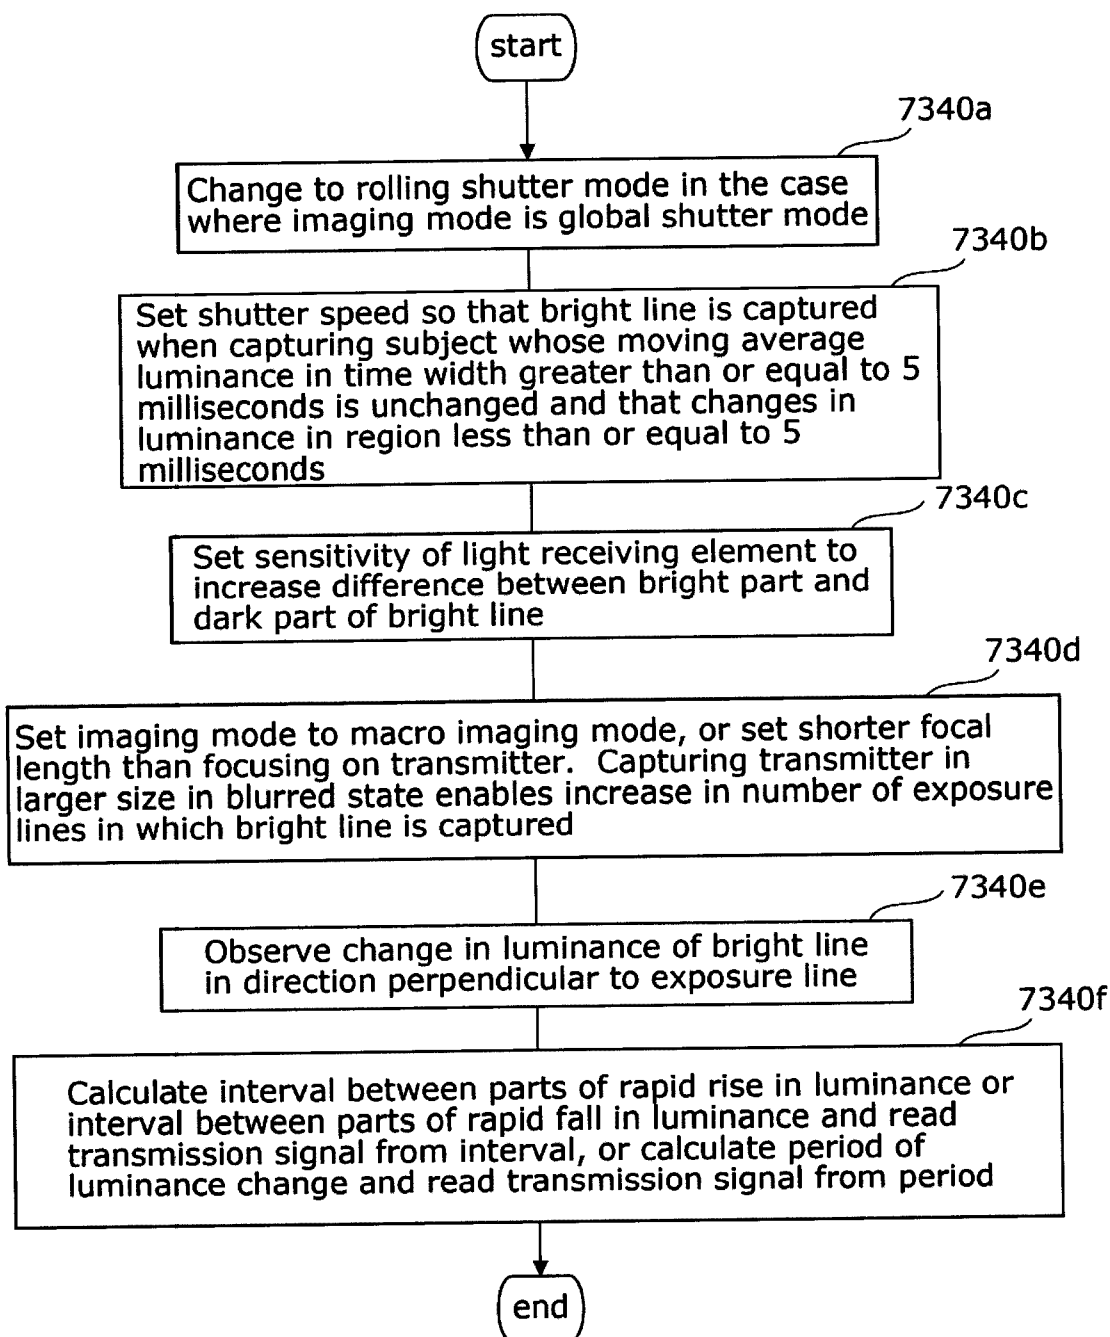 start
7340a
Change to rolling shutter mode in the case
where imaging mode is global shutter mode
7340b
Set shutter speed so that bright line is captured
when capturing subject whose moving average
luminance in time width greater than or equal to 5
milliseconds is unchanged and that changes in
luminance in region less than or equal to 5
milliseconds
7340c
Set sensitivity of light receiving element to
increase difference between bright part and
dark part of bright line
7340d
Set imaging mode to macro imaging mode, or set shorter focal
length than focusing on transmitter. Capturing transmitter in
larger size in blurred state enables increase in number of exposure
lines in which bright line is captured
7340e
Observe change in luminance of bright line
in direction perpendicular to exposure line
7340f
Calculate interval between parts of rapid rise in luminance or
interval between parts of rapid fall in luminance and read
transmission signal from interval, or calculate period of
luminance change and read transmission signal from period
end